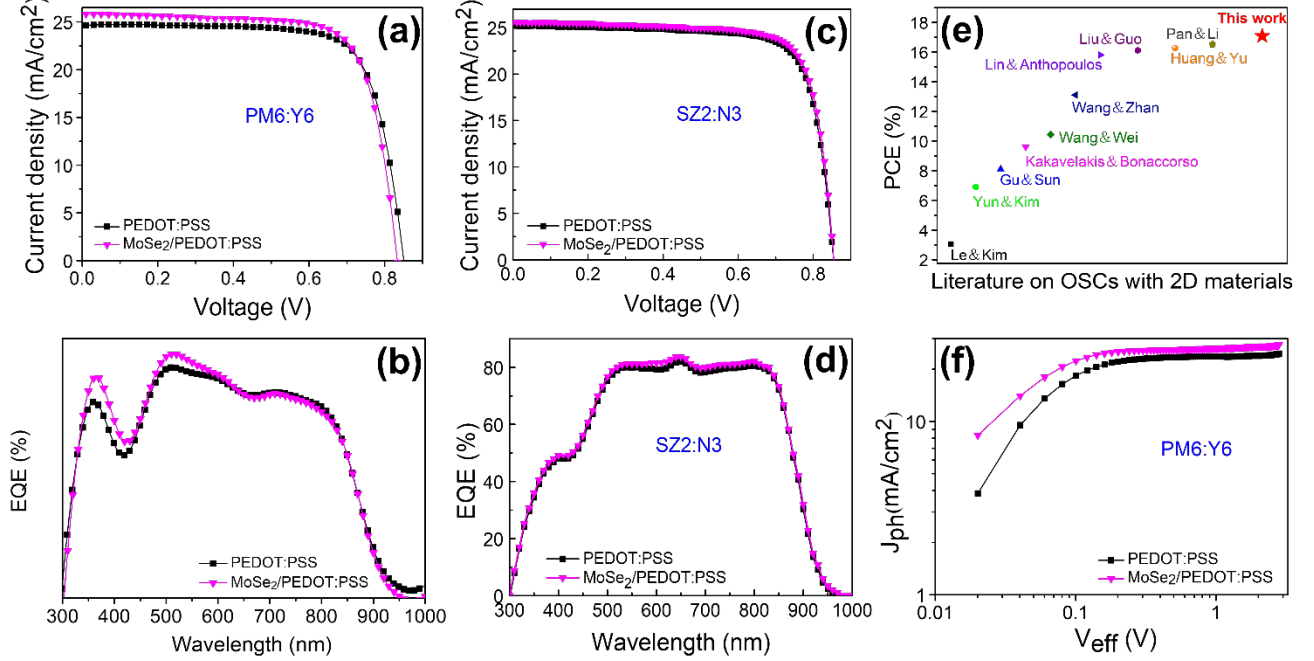 (a)
25
20
15
10
5
0
25
Current density (mA/cm²)
PM6:Y6
PEDOT:PSS
MoSe₂/PEDOT:PSS
0.0 0.2 0.4 0.6 0.8
Voltage (V)
(c)
25
20
15
10
5
0
25
Current density (mA/cm²)
SZ2:N3
PEDOT:PSS
MoSe₂/PEDOT:PSS
0.0 0.2 0.4 0.6 0.8
Voltage (V)
(e)
18
16
14
12
10
8
6
4
2
PCE (%)
This work
Pan&Li
Liu&Guo
Huang&Yu
Lin&Anthopoulos
Wang&Zhan
Wang&Wei
Kakavelakis&Bonaccorso
Gu&Sun
Yun&Kim
Le&Kim
Literature on OSCs with 2D materials
(b)
EQE (%)
PEDOT:PSS
MoSe₂/PEDOT:PSS
300 400 500 600 700 800 900 1000
Wavelength (nm)
(d)
80
60
40
20
0
EQE (%)
SZ2:N3
PEDOT:PSS
MoSe₂/PEDOT:PSS
300 400 500 600 700 800 900 1000
Wavelength (nm)
(f)
10
1
Jph(mA/cm²)
PM6:Y6
PEDOT:PSS
MoSe₂/PEDOT:PSS
0.01 0.1 1
Veff (V)